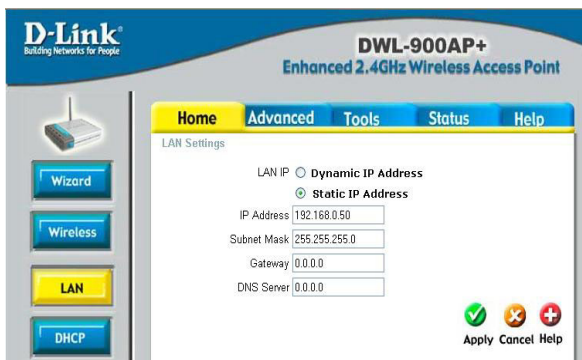 D-Link
Building Networks for People
DWL-900AP+
Enhanced 2.4GHz Wireless Access Point
Home Advanced Tools Status Help
LAN Settings
Wizard
Wireless
LAN
DHCP
LAN IP Dynamic IP Address
Static IP Address
IP Address 192.168.0.50
Subnet Mask 255.255.255.0
Gateway 0.0.0.0
DNS Server 0.0.0.0
Apply Cancel Help